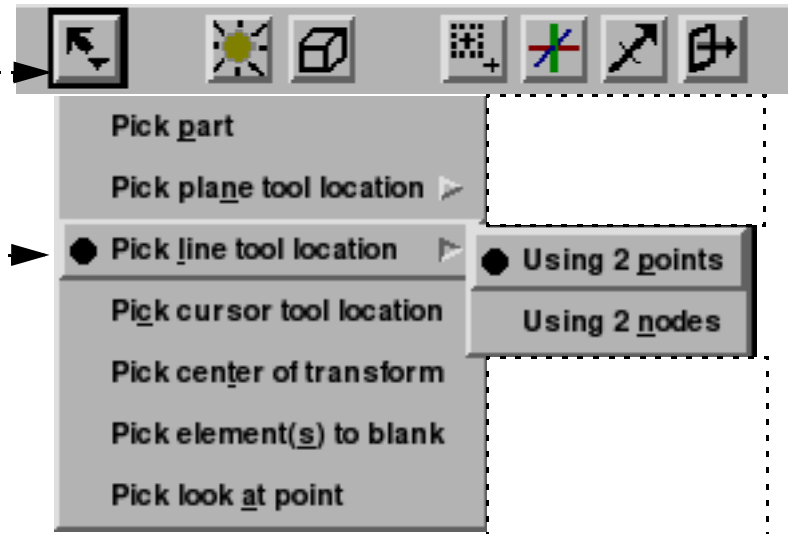 Pick part
Pick plane tool location
Pick line tool location
Using 2 points
Using 2 nodes
Pick cursor tool location
Pick center of transform
Pick element(s) to blank
Pick look at point